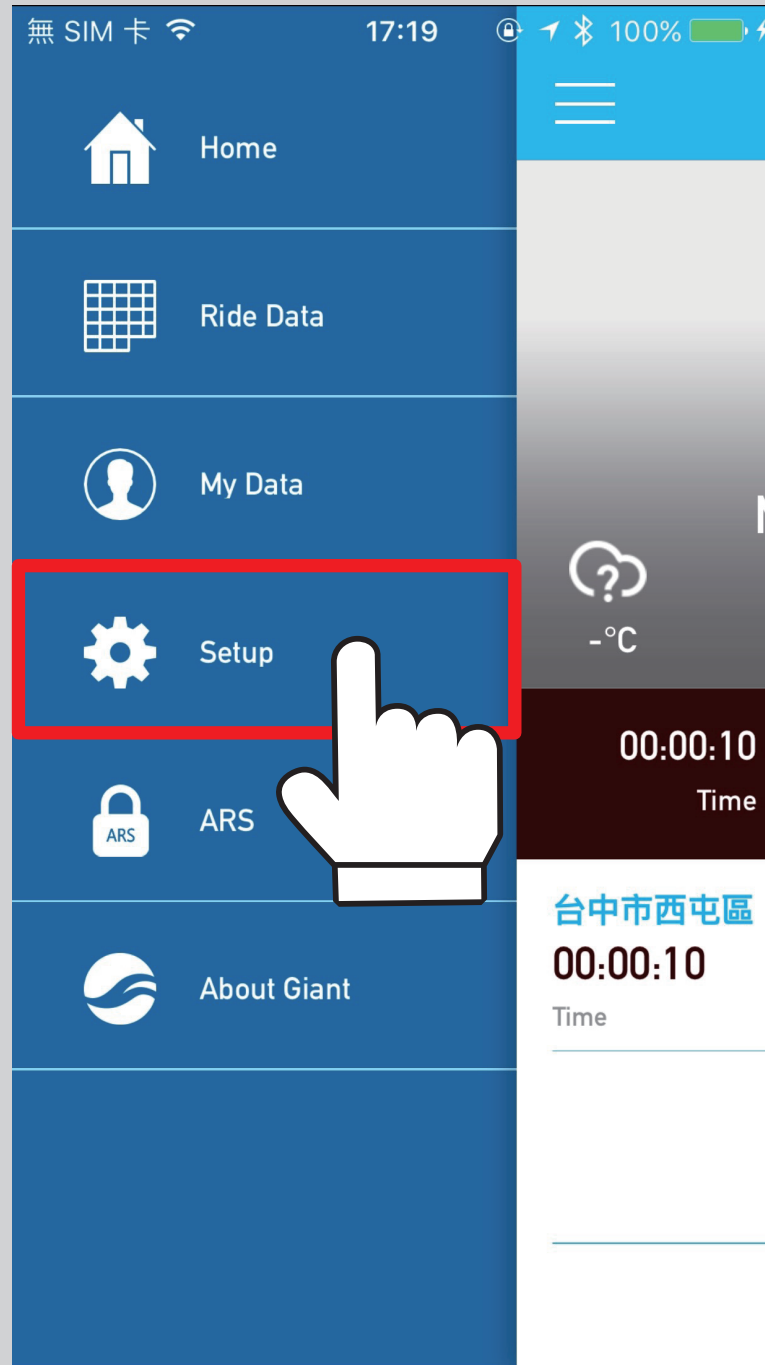 無 SIM 卡
17:19
100%
Home
Ride Data
My Data
Setup
ARS
ARS
About Giant
-°C
00:00:10
Time
台中市西屯區
00:00:10
Time